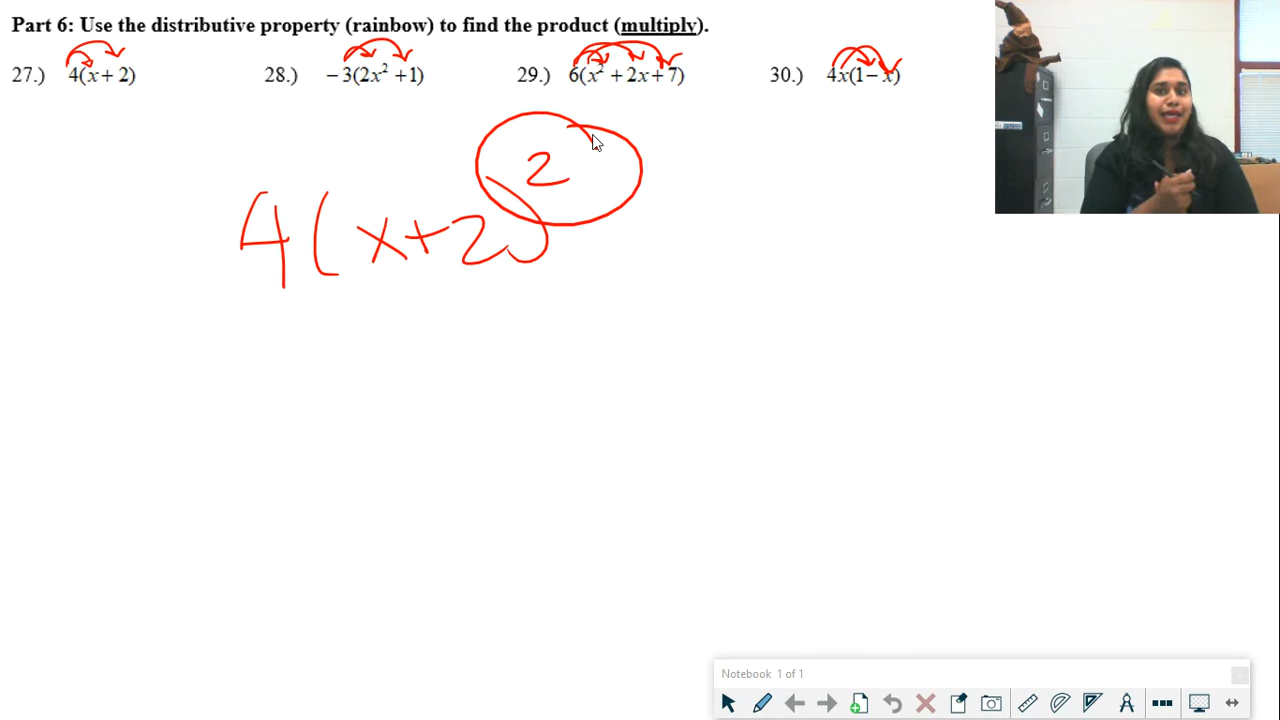 Part 6: Use the distributive property (rainbow) to find the product (multiply).
27.) 4(x + 2) 28.) −3(2x² + 1) 29.) 6(x² + 2x + 7) 30.) 4x(1 − x)
4(x+2)²
Notebook 1 of 1